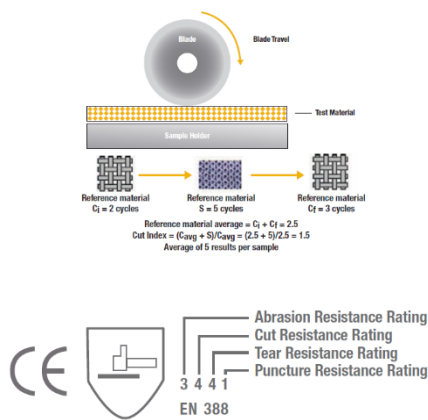 Blade
Blade Travel
Test Material
Sample Holder
Reference material
Ci = 2 cycles
Reference material
S = 5 cycles
Reference material
Cf = 3 cycles
Reference material average = Ci + Cf = 2.5
Cut Index = (Cavg + S)/Cavg = (2.5 + 5)/2.5 = 1.5
Average of 5 results per sample
CE
Abrasion Resistance Rating
Cut Resistance Rating
Tear Resistance Rating
Puncture Resistance Rating
3 4 4 1
EN 388